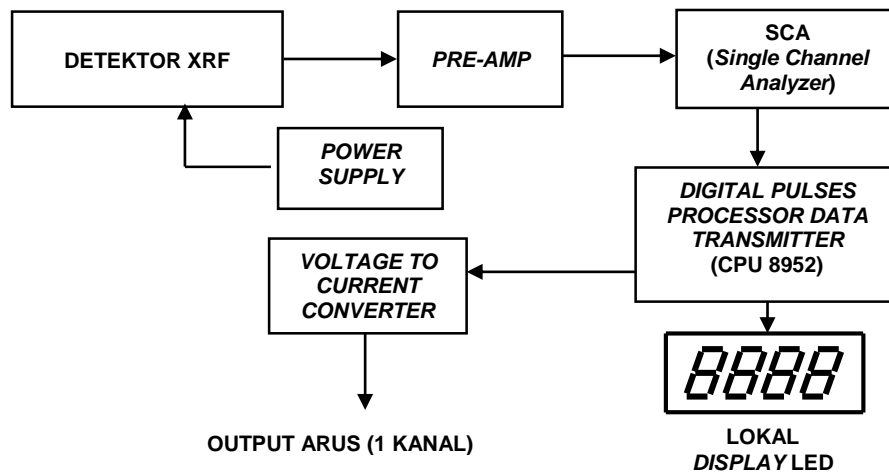 DETEKTOR XRF
PRE-AMP
SCA
(Single Channel
Analyzer)
POWER
SUPPLY
DIGITAL PULSES
PROCESSOR DATA
TRANSMITTER
(CPU 8952)
VOLTAGE TO
CURRENT
CONVERTER
8888
OUTPUT ARUS (1 KANAL)
LOKAL
DISPLAY LED